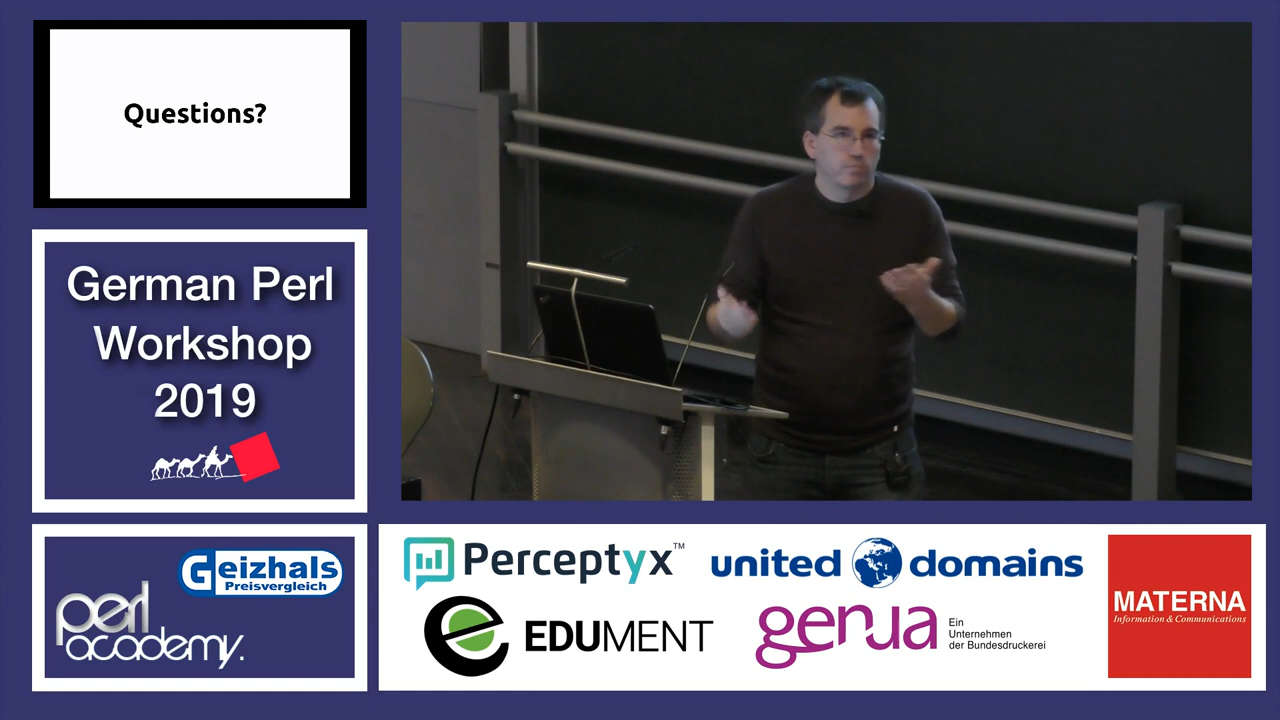 Questions?
German Perl
Workshop
2019
Geizhals
Preisvergleich
perl
academy.
Perceptyx™
united domains
EDUMENT
genua
Ein
Unternehmen
der Bundesdruckerei
MATERNA
Information & Communications